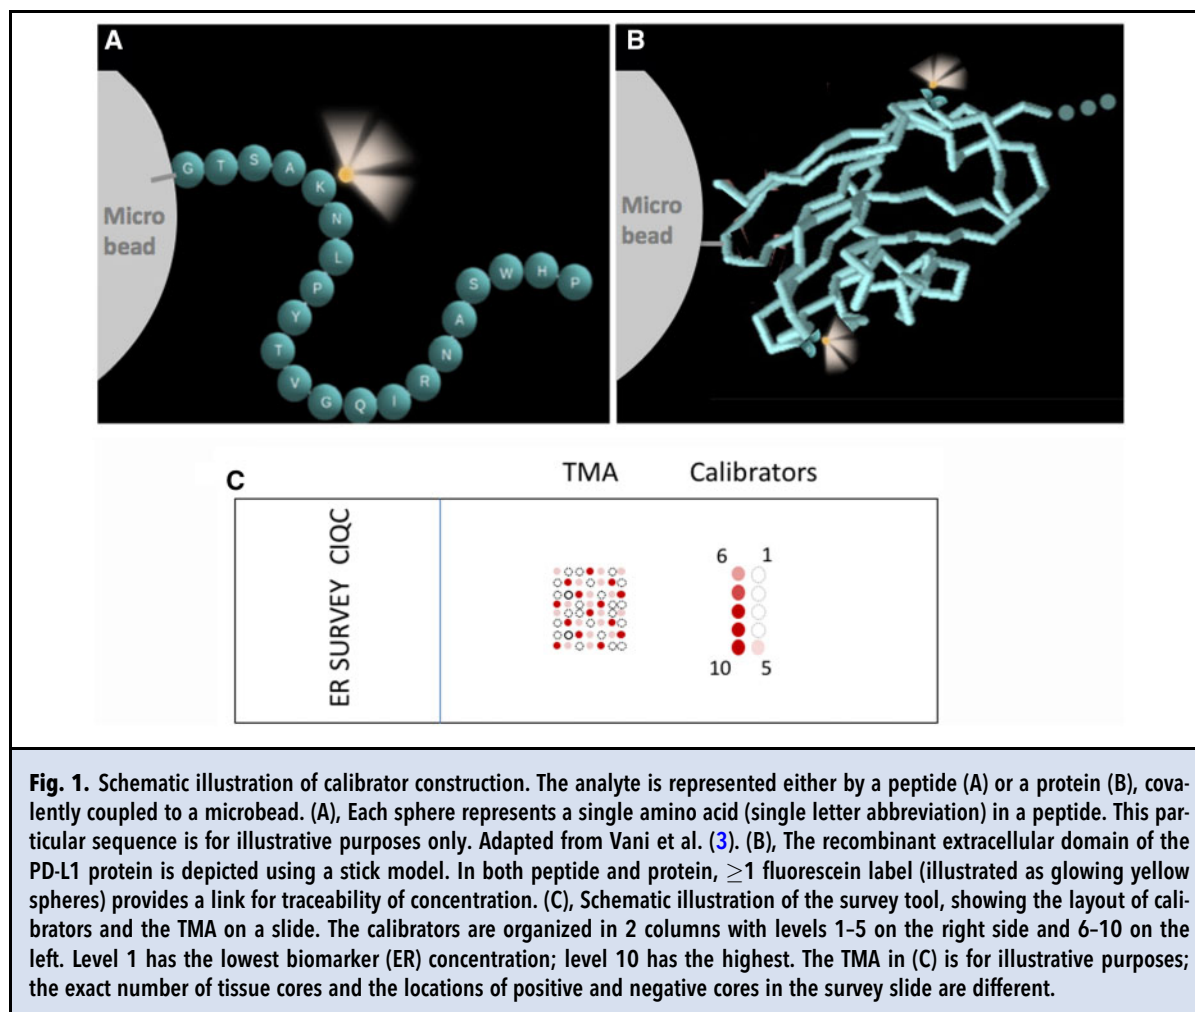 A
B
Micro
bead
G
T
S
A
K
N
L
P
Y
T
V
G
Q
I
R
N
A
S
W
H
P
Micro
bead
C
TMA
Calibrators
ER SURVEY CIQC
6
1
10
5
Fig. 1. Schematic illustration of calibrator construction. The analyte is represented either by a peptide (A) or a protein (B), cova-
lently coupled to a microbead. (A), Each sphere represents a single amino acid (single letter abbreviation) in a peptide. This par-
ticular sequence is for illustrative purposes only. Adapted from Vani et al. (3). (B), The recombinant extracellular domain of the
PD-L1 protein is depicted using a stick model. In both peptide and protein, ≥1 fluorescein label (illustrated as glowing yellow
spheres) provides a link for traceability of concentration. (C), Schematic illustration of the survey tool, showing the layout of cali-
brators and the TMA on a slide. The calibrators are organized in 2 columns with levels 1–5 on the right side and 6–10 on the
left. Level 1 has the lowest biomarker (ER) concentration; level 10 has the highest. The TMA in (C) is for illustrative purposes;
the exact number of tissue cores and the locations of positive and negative cores in the survey slide are different.